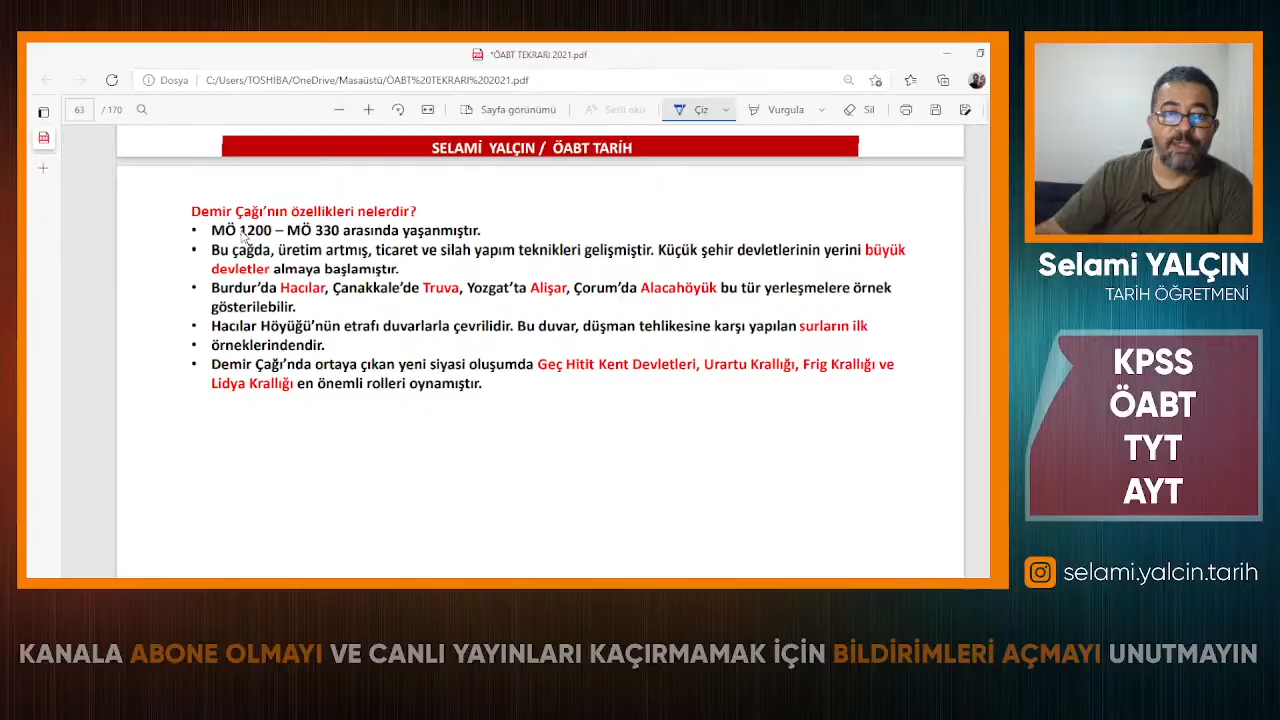 *ÖABT TEKRARI 2021.pdf
Dosya
C:/Users/TOSHİBA/OneDrive/Masaüstü/ÖABT%20TEKRARI%202021.pdf
63 / 170
Sayfa görünümü
Sesli oku
Çiz
Vurgula
Sil
SELAMİ YALÇIN / ÖABT TARİH
Demir Çağı’nın özellikleri nelerdir?
• MÖ 1200 – MÖ 330 arasında yaşanmıştır.
• Bu çağda, üretim artmış, ticaret ve silah yapım teknikleri gelişmiştir. Küçük şehir devletlerinin yerini büyük
devletler almaya başlamıştır.
• Burdur’da Hacılar, Çanakkale’de Truva, Yozgat’ta Alişar, Çorum’da Alacahöyük bu tür yerleşmelere örnek
gösterilebilir.
• Hacılar Höyüğü’nün etrafı duvarlarla çevrilidir. Bu duvar, düşman tehlikesine karşı yapılan surların ilk
• örneklerindendir.
• Demir Çağı’nda ortaya çıkan yeni siyasi oluşumda Geç Hitit Kent Devletleri, Urartu Krallığı, Frig Krallığı ve
Lidya Krallığı en önemli rolleri oynamıştır.
Selami YALÇIN
TARİH ÖĞRETMENİ
KPSS
ÖABT
TYT
AYT
selami.yalcin.tarih
KANALA ABONE OLMAYI VE CANLI YAYINLARI KAÇIRMAMAK İÇİN BİLDİRİMLERİ AÇMAYI UNUTMAYIN